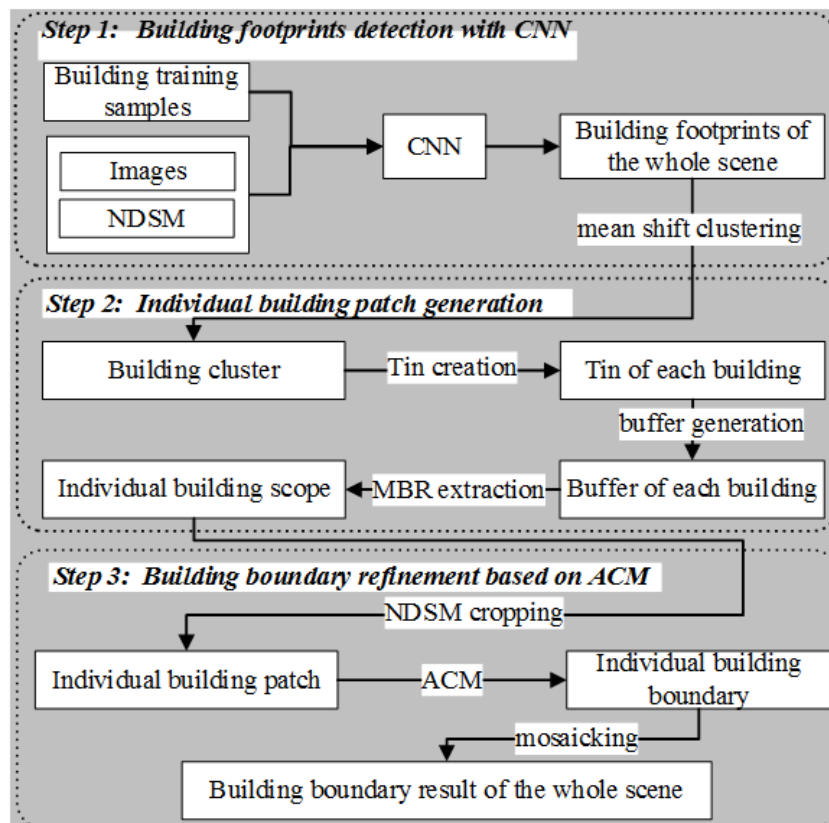 Step 1: Building footprints detection with CNN
Building training
samples
Images
NDSM
CNN
Building footprints of
the whole scene
mean shift clustering
Step 2: Individual building patch generation
Building cluster
Tin creation
Tin of each building
buffer generation
Individual building scope
MBR extraction
Buffer of each building
Step 3: Building boundary refinement based on ACM
NDSM cropping
Individual building patch
ACM
Individual building
boundary
mosaicking
Building boundary result of the whole scene